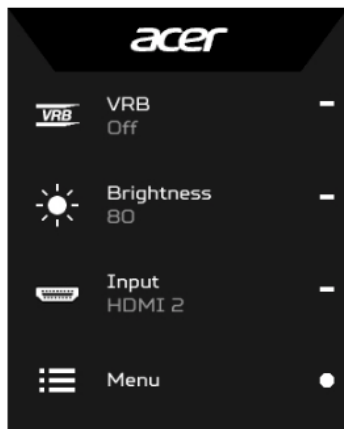 acer
VRB
VRB
Off
Brightness
80
Input
HDMI 2
Menu